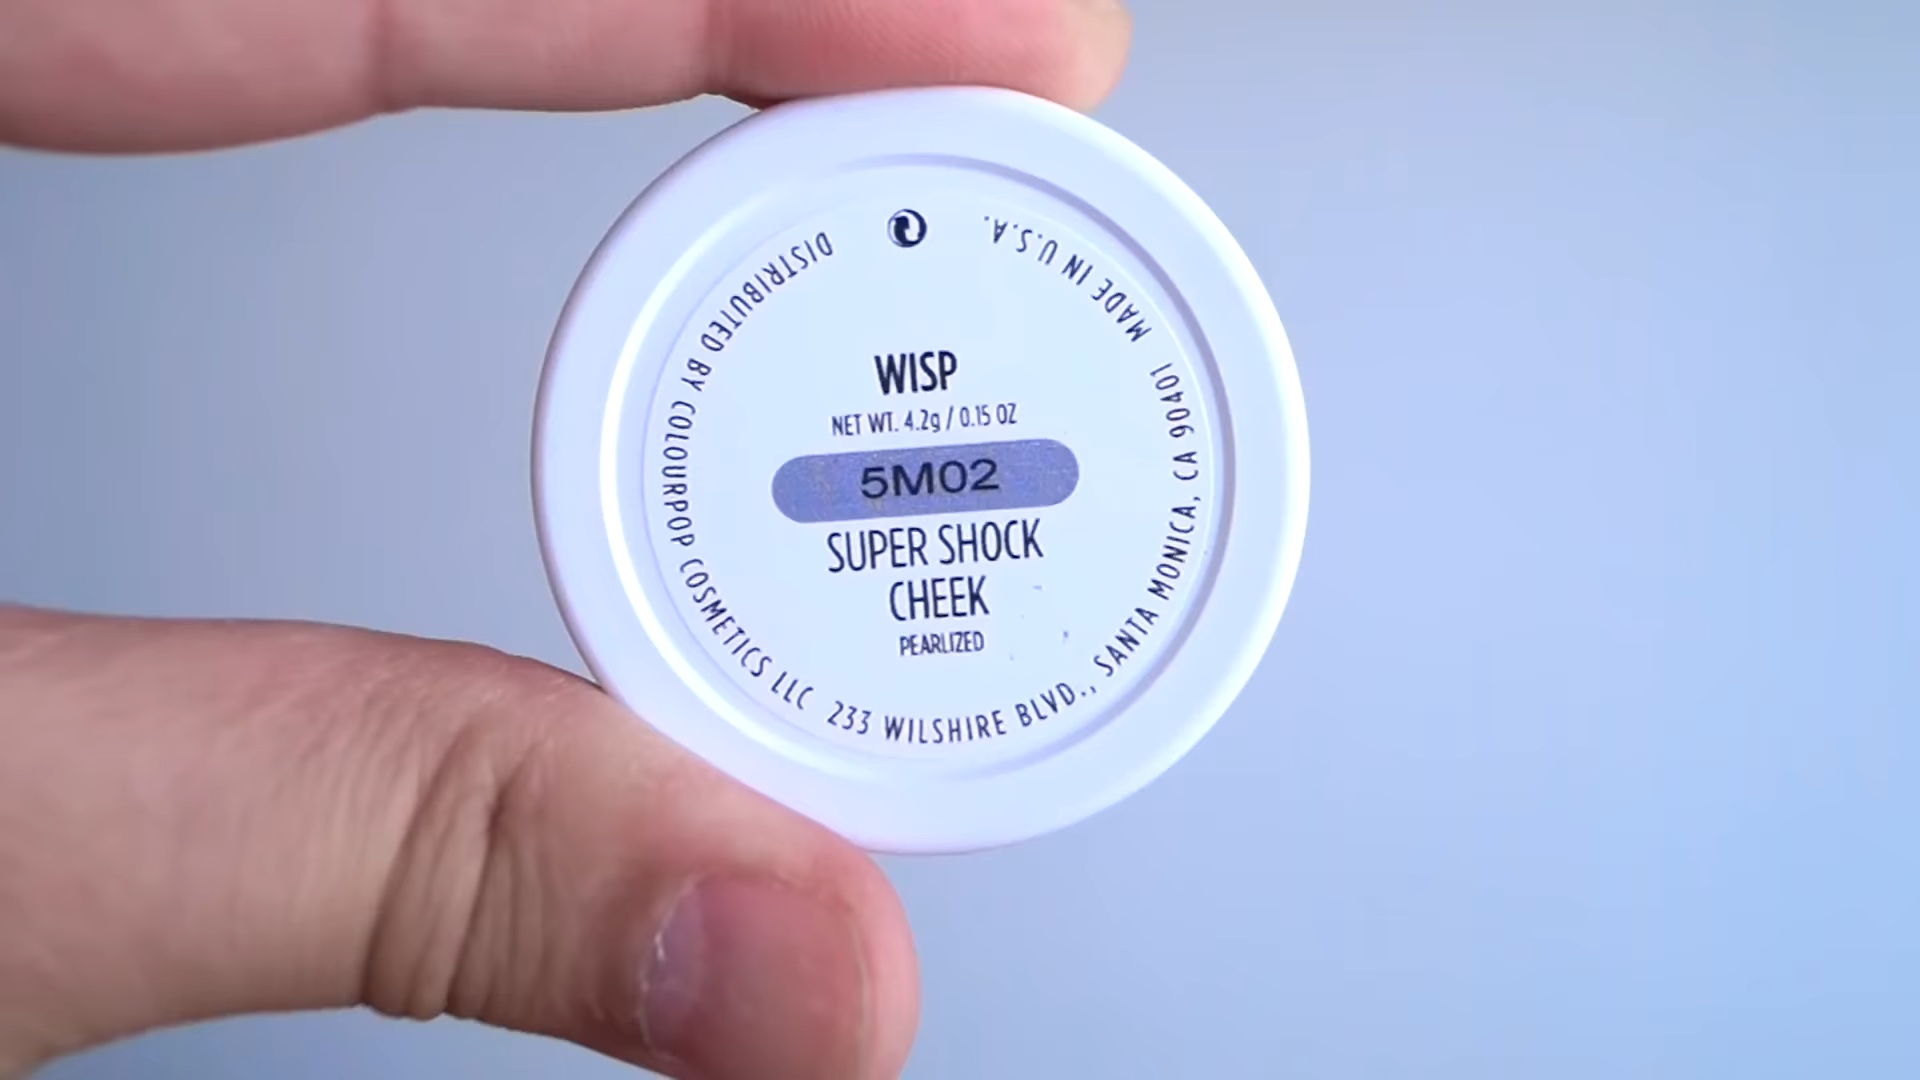 WISP
NET WT. 4.2g / 0.15 OZ
5M02
SUPER SHOCK
CHEEK
PEARLIZED
DISTRIBUTED BY COLOURPOP COSMETICS LLC 233 WILSHIRE BLVD., SANTA MONICA, CA 90401 MADE IN U.S.A.